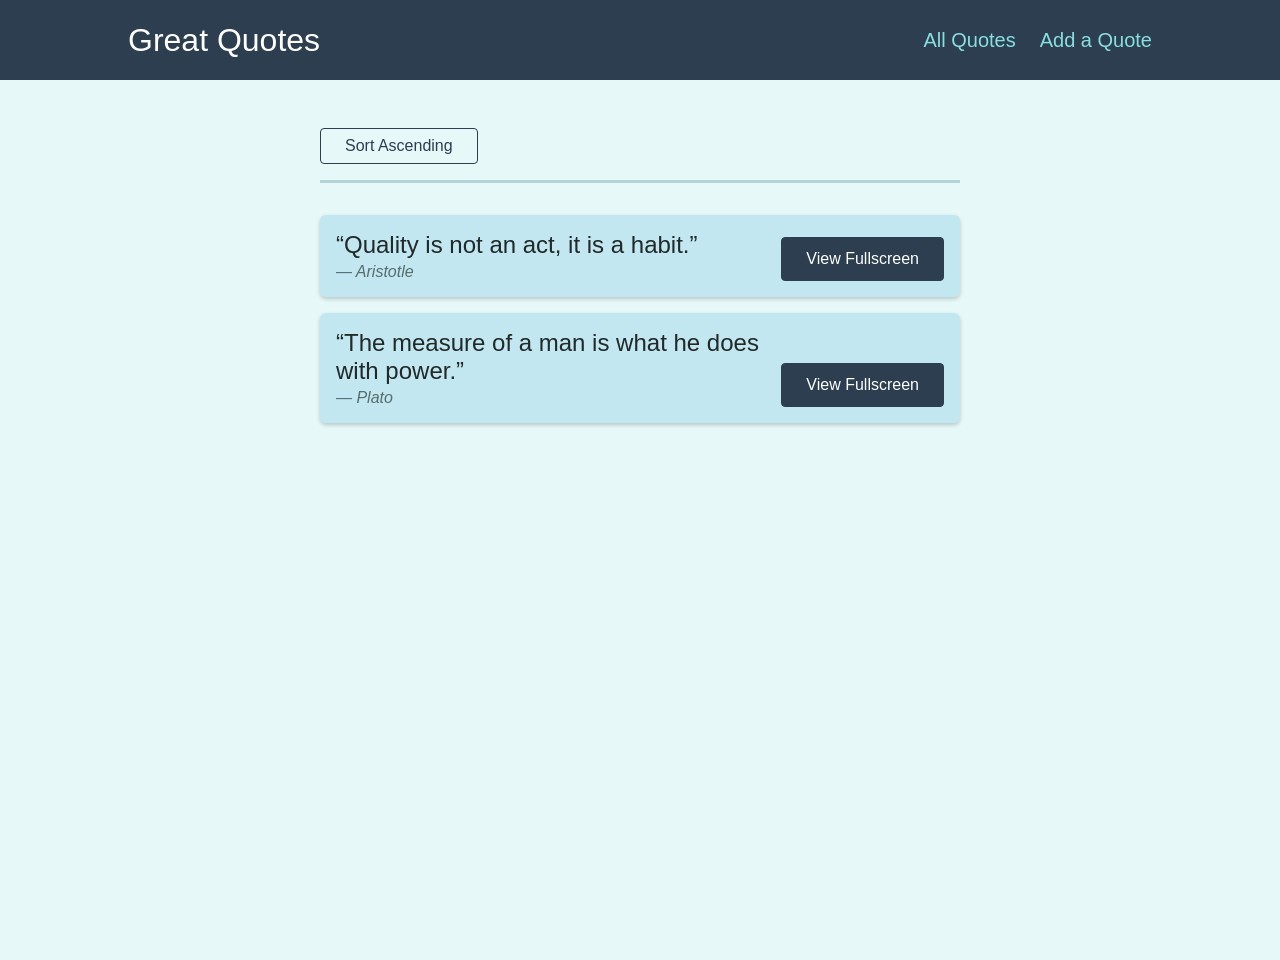 Great Quotes
All Quotes
Add a Quote
Sort Ascending
“Quality is not an act, it is a habit.”
— Aristotle
View Fullscreen
“The measure of a man is what he does
with power.”
— Plato
View Fullscreen